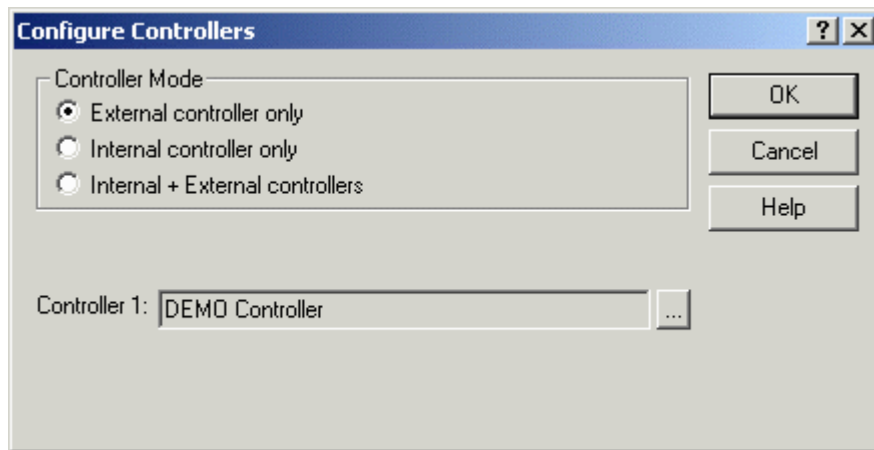 Configure Controllers
Controller Mode
External controller only
Internal controller only
Internal + External controllers
OK
Cancel
Help
Controller 1: DEMO Controller ...